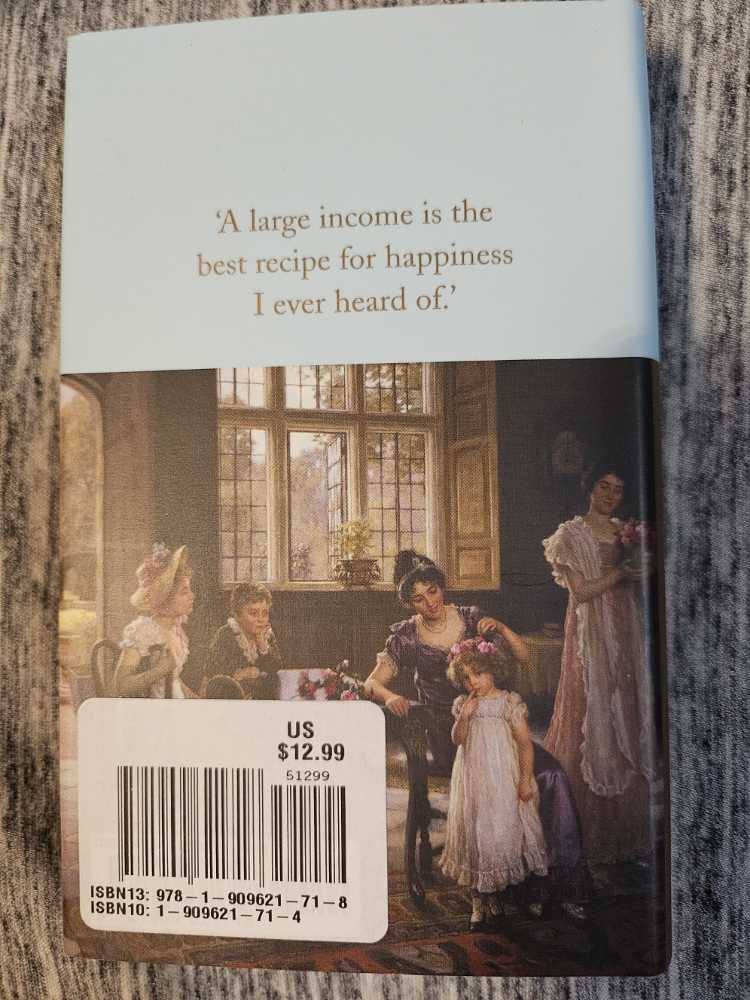 ‘A large income is the
best recipe for happiness
I ever heard of.’
US
$12.99
51299
ISBN13: 978-1-909621-71-8
ISBN10: 1-909621-71-4